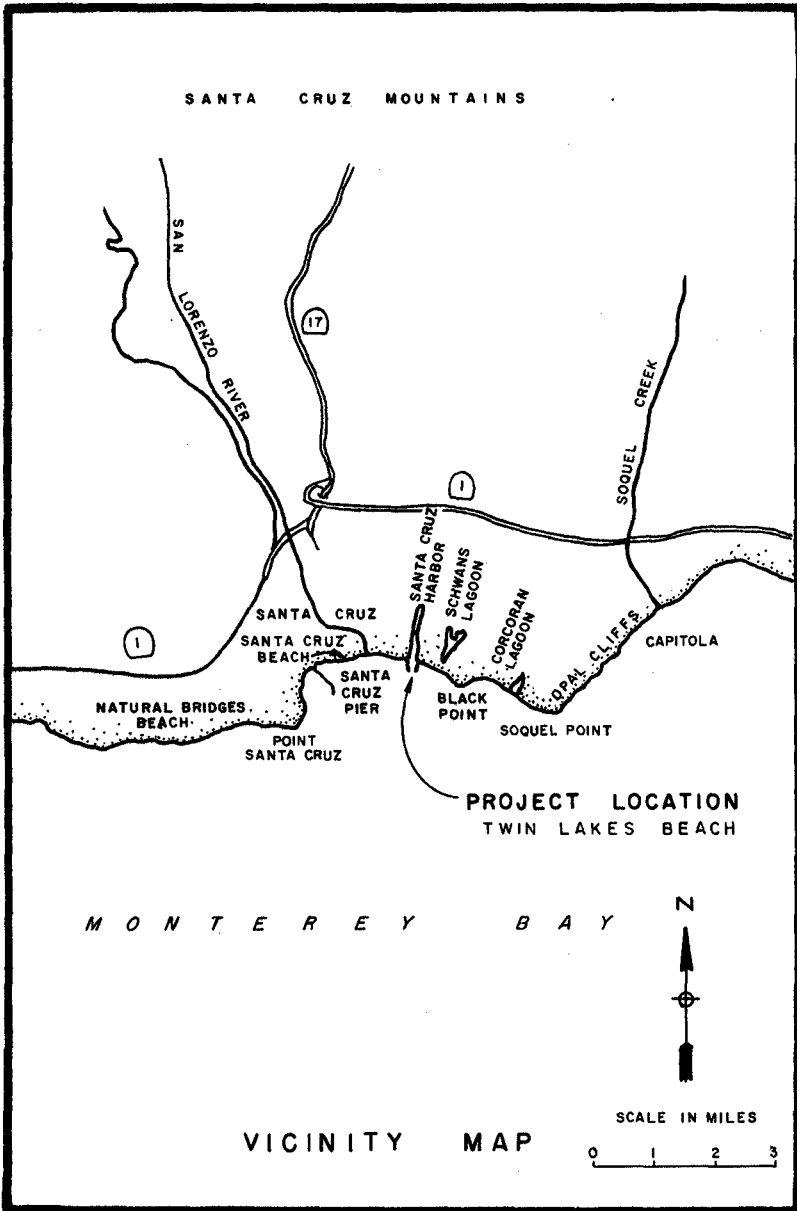 SANTA CRUZ MOUNTAINS
SAN
LORENZO
RIVER
17
SOQUEL CREEK
1
SANTA CRUZ
HARBOR
SCHWANS
LAGOON
CORCORAN
LAGOON
OPAL CLIFFS
CAPITOLA
SANTA CRUZ
SANTA CRUZ
BEACH
SANTA
CRUZ
PIER
1
NATURAL BRIDGES
BEACH
POINT
SANTA CRUZ
BLACK
POINT
SOQUEL POINT
PROJECT LOCATION
TWIN LAKES BEACH
MONTEREY BAY
N
SCALE IN MILES
0 1 2 3
VICINITY MAP